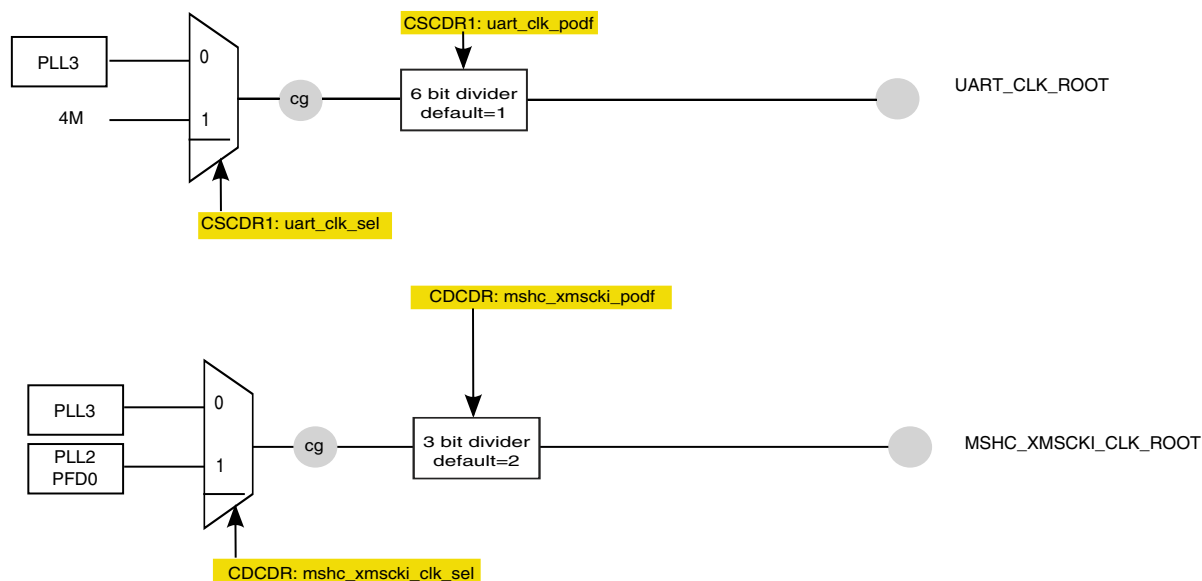 CSCDR1: uart_clk_podf
PLL3
0
4M
1
cg
6 bit divider
default=1
UART_CLK_ROOT
CSCDR1: uart_clk_sel
CDCDR: mshc_xmscki_podf
PLL3
0
PLL2
PFD0
1
cg
3 bit divider
default=2
MSHC_XMSCKI_CLK_ROOT
CDCDR: mshc_xmscki_clk_sel